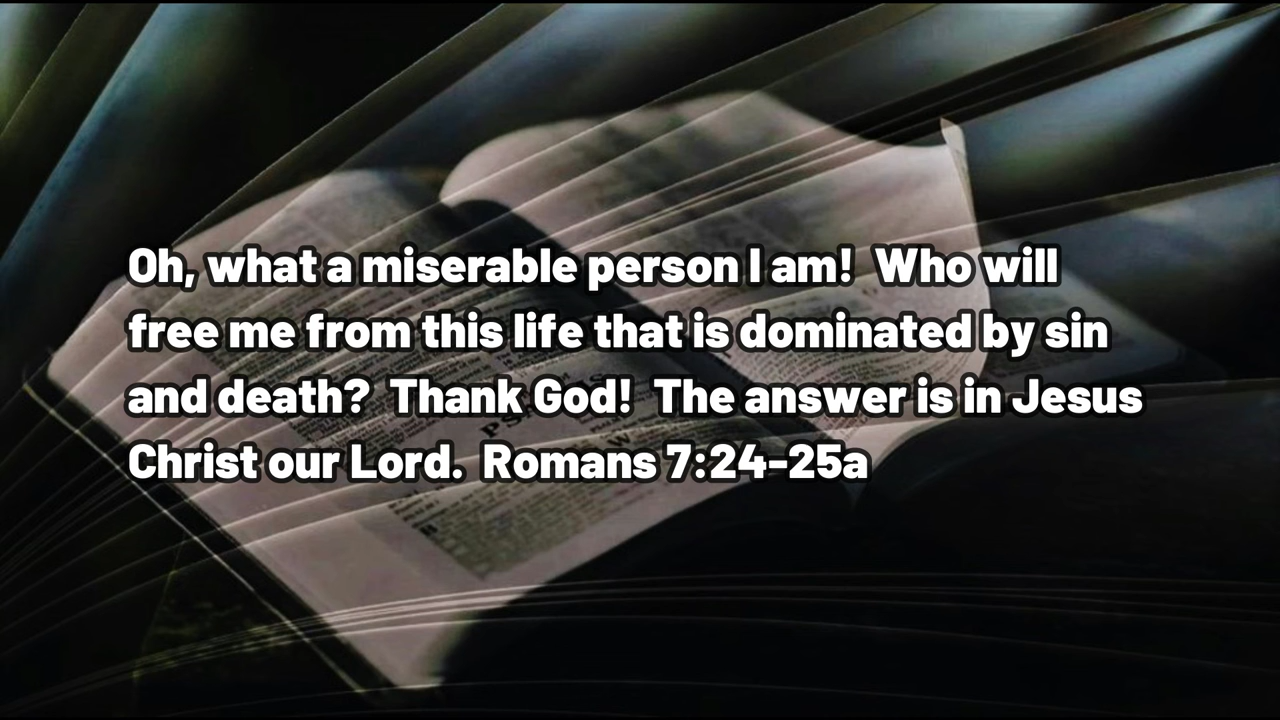 Oh, what a miserable person I am!  Who will
free me from this life that is dominated by sin
and death?  Thank God!  The answer is in Jesus
Christ our Lord.  Romans 7:24-25a